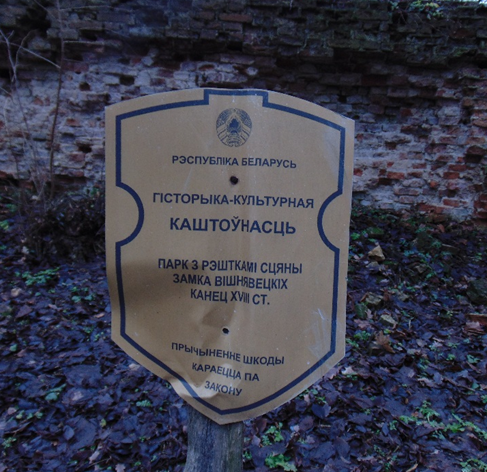 РЭСПУБЛІКА БЕЛАРУСЬ
ГІСТОРЫКА-КУЛЬТУРНАЯ
КАШТОЎНАСЦЬ
ПАРК З РЭШТКАМІ СЦЯНЫ
ЗАМКА ВІШНЯВЕЦКІХ
КАНЕЦ XVIII СТ.
ПРЫЧЫНЕННЕ ШКОДЫ
КАРАЕЦЦА ПА
ЗАКОНУ